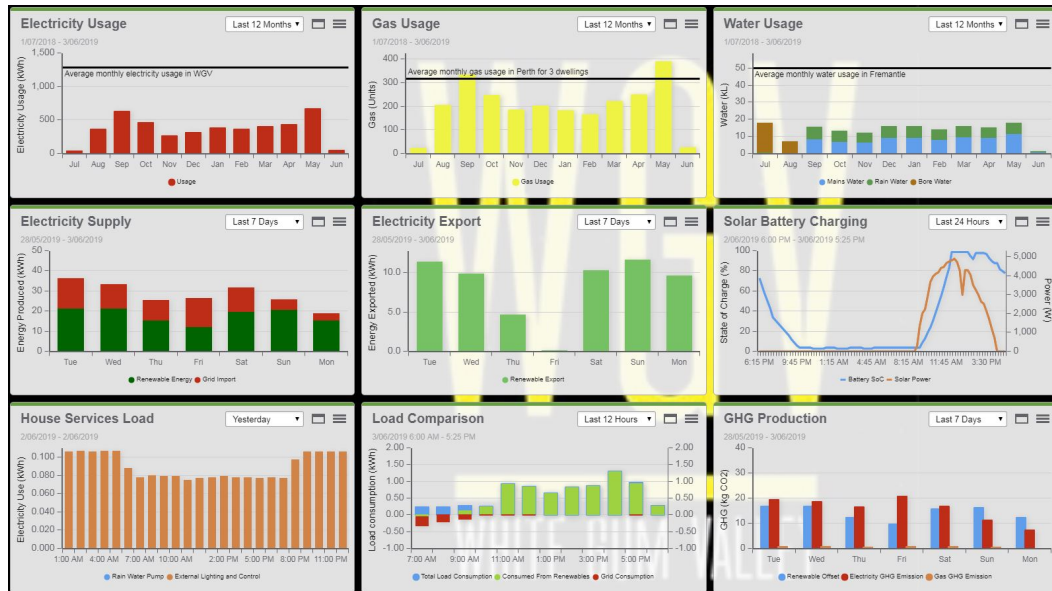 Electricity Usage
Last 12 Months
1/07/2018 - 3/06/2019
Electricity Usage (kWh)
1,500
1,000
500
0
Average monthly electricity usage in WGV
Jul Aug Sep Oct Nov Dec Jan Feb Mar Apr May Jun
Usage
Gas Usage
Last 12 Months
1/07/2018 - 3/06/2019
Gas (Units)
400
300
200
100
0
Average monthly gas usage in Perth for 3 dwellings
Jul Aug Sep Oct Nov Dec Jan Feb Mar Apr May Jun
Gas Usage
Water Usage
Last 12 Months
1/07/2018 - 3/06/2019
Water (kL)
50
40
30
20
10
0
Average monthly water usage in Fremantle
Jul Aug Sep Oct Nov Dec Jan Feb Mar Apr May Jun
Mains Water Rain Water Bore Water
Electricity Supply
Last 7 Days
28/05/2019 - 3/06/2019
Energy Produced (kWh)
50
40
30
20
10
0
Tue Wed Thu Fri Sat Sun Mon
Renewable Energy Grid Import
Electricity Export
Last 7 Days
28/05/2019 - 3/06/2019
Energy Exported (kWh)
10.0
5.0
0.0
Tue Wed Thu Fri Sat Sun Mon
Renewable Export
Solar Battery Charging
Last 24 Hours
2/06/2019 6:00 PM - 3/06/2019 5:25 PM
State of Charge (%)
100
80
60
40
20
0
5,000
4,000
3,000
2,000
1,000
0
Power (W)
6:15 PM 9:45 PM 1:15 AM 4:45 AM 8:15 AM 11:45 AM 3:30 PM
Battery SoC Solar Power
House Services Load
Yesterday
2/06/2019 - 2/06/2019
Electricity Use (kWh)
0.100
0.080
0.060
0.040
0.020
0.000
1:00 AM 4:00 AM 7:00 AM 10:00 AM 2:00 PM 5:00 PM 8:00 PM 11:00 PM
Rain Water Pump External Lighting and Control
Load Comparison
Last 12 Hours
3/06/2019 6:00 AM - 5:25 PM
Load consumption (kWh)
2.00
1.50
1.00
0.50
0.00
-0.50
-1.00
2.00
1.50
1.00
0.50
0.00
-0.50
-1.00
7:00 AM 9:00 AM 11:00 AM 1:00 PM 3:00 PM 5:00 PM
Total Load Consumption Consumed From Renewables Grid Consumption
GHG Production
Last 7 Days
28/05/2019 - 3/06/2019
GHG (kg CO2)
40
30
20
10
0
Tue Wed Thu Fri Sat Sun Mon
Renewable Offset Electricity GHG Emission Gas GHG Emission
WGV
WHITE GUM VALLEY